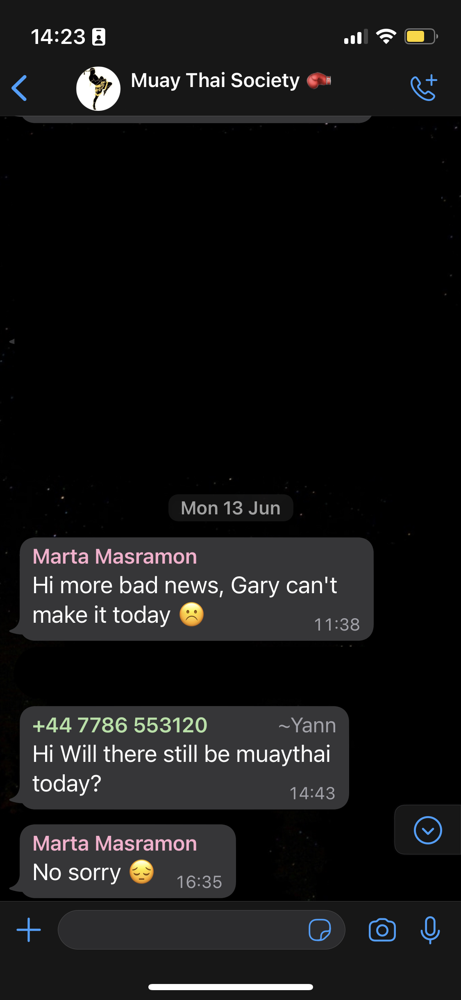 14:23
Muay Thai Society 🥊
Mon 13 Jun
Marta Masramon
Hi more bad news, Gary can't
make it today ☹️
11:38
+44 7786 553120 ~Yann
Hi Will there still be muaythai
today?
14:43
Marta Masramon
No sorry 😔
16:35